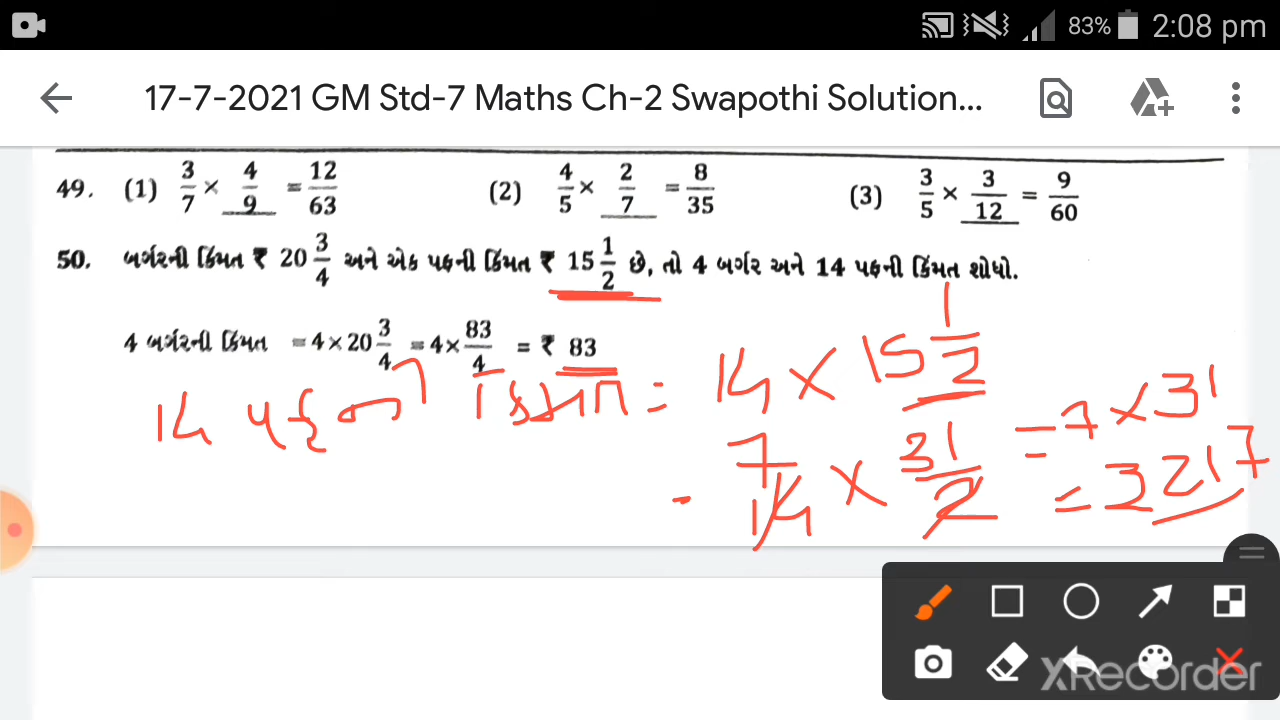 83% 2:08 pm
17-7-2021 GM Std-7 Maths Ch-2 Swapothi Solution...
49. (1) 3/7 × 4/9 = 12/63 (2) 4/5 × 2/7 = 8/35 (3) 3/5 × 3/12 = 9/60
50. બર્ગરની કિંમત ₹ 20 3/4 અને એક પફની કિંમત ₹ 15 1/2 છે, તો 4 બર્ગર અને 14 પફની કિંમત શોધો.
4 બર્ગરની કિંમત = 4 × 20 3/4 = 4 × 83/4 = ₹ 83
14 પફની કિંમત = 14 × 15 1/2
= 7 14 × 31/2 = 7 × 31
= ૨ 217
XRecorder